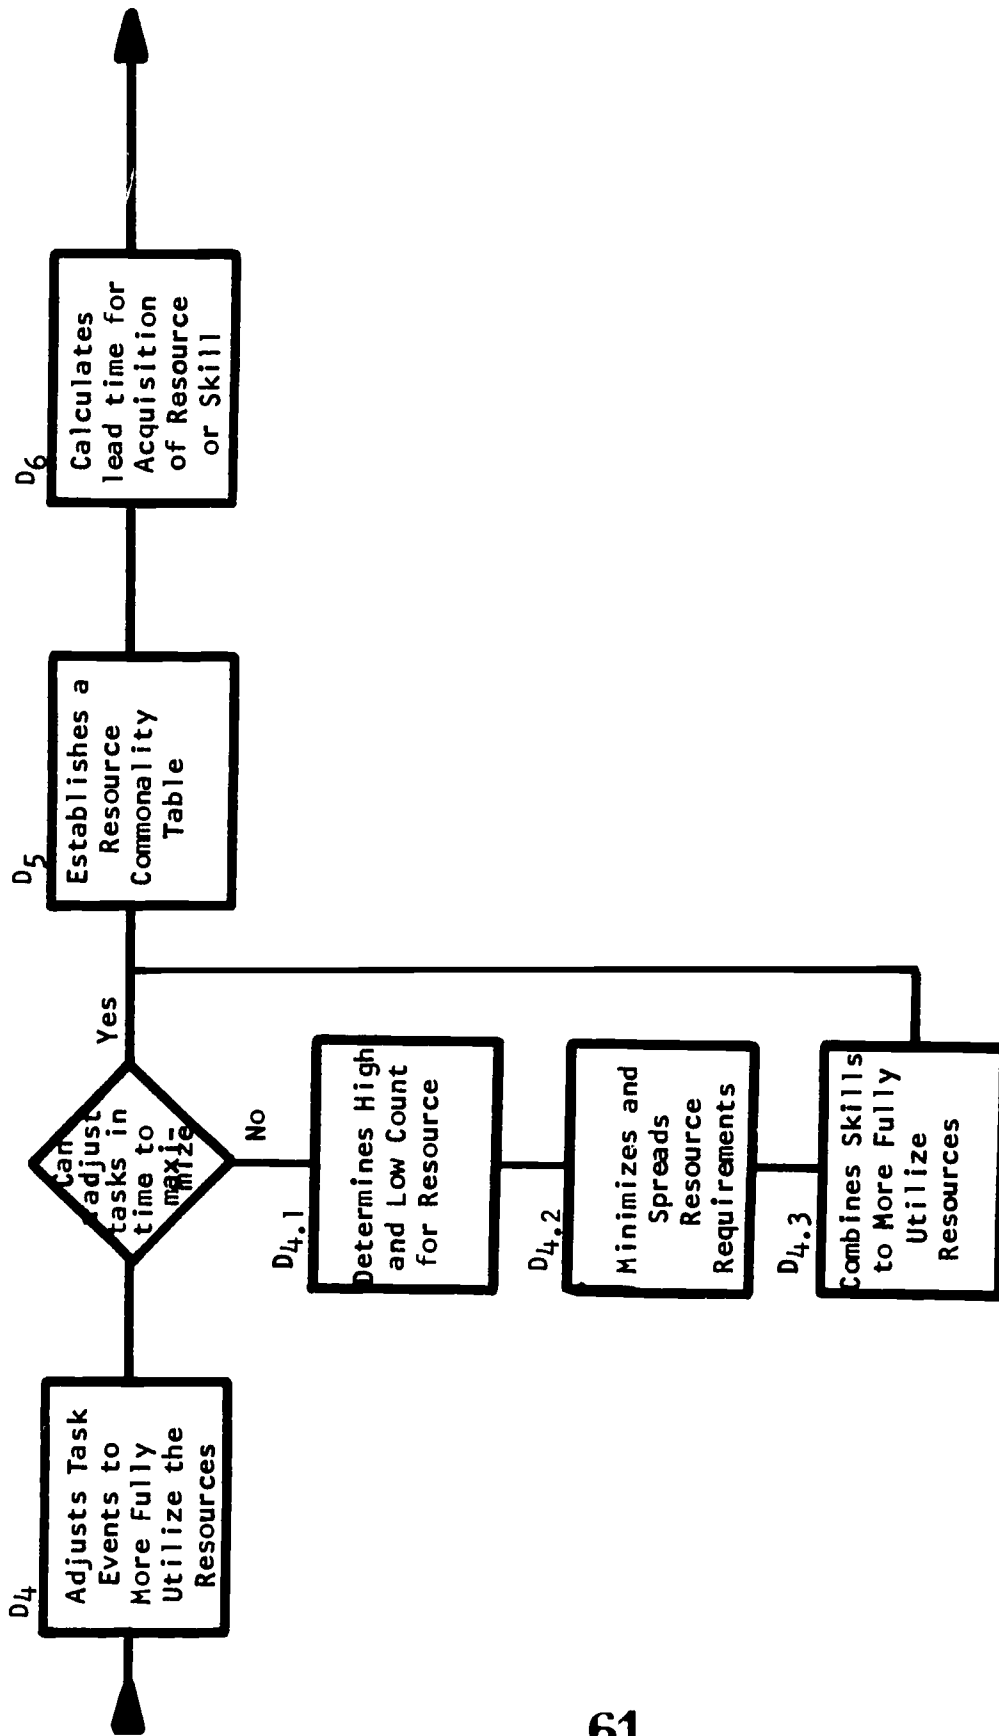 D4
Adjusts Task
Events to
More Fully
Utilize the
Resources
Can
adjust
tasks in
time to
maxi-
mize
Yes
No
D4.1
Determines High
and Low Count
for Resource
D4.2
Minimizes and
Spreads
Resource
Requirements
D4.3
Combines Skills
to More Fully
Utilize
Resources
D5
Establishes a
Resource
Commonality
Table
D6
Calculates
lead time for
Acquisition
of Resource
or Skill
61